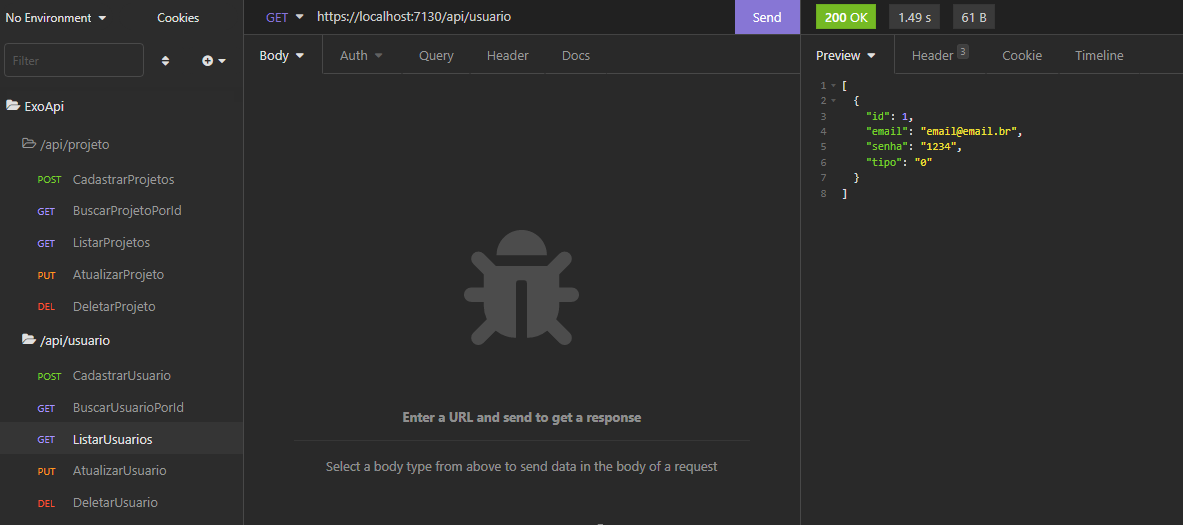 No Environment Cookies
GET https://localhost:7130/api/usuario Send 200 OK 1.49 s 61 B
Filter
Body Auth Query Header Docs
Preview Header 3 Cookie Timeline
ExoApi
/api/projeto
POST CadastrarProjetos
GET BuscarProjetoPorId
GET ListarProjetos
PUT AtualizarProjeto
DEL DeletarProjeto
/api/usuario
POST CadastrarUsuario
GET BuscarUsuarioPorId
GET ListarUsuarios
PUT AtualizarUsuario
DEL DeletarUsuario
Enter a URL and send to get a response
Select a body type from above to send data in the body of a request
1 [
2 {
3 "id": 1,
4 "email": "email@email.br",
5 "senha": "1234",
6 "tipo": "0"
7 }
8 ]